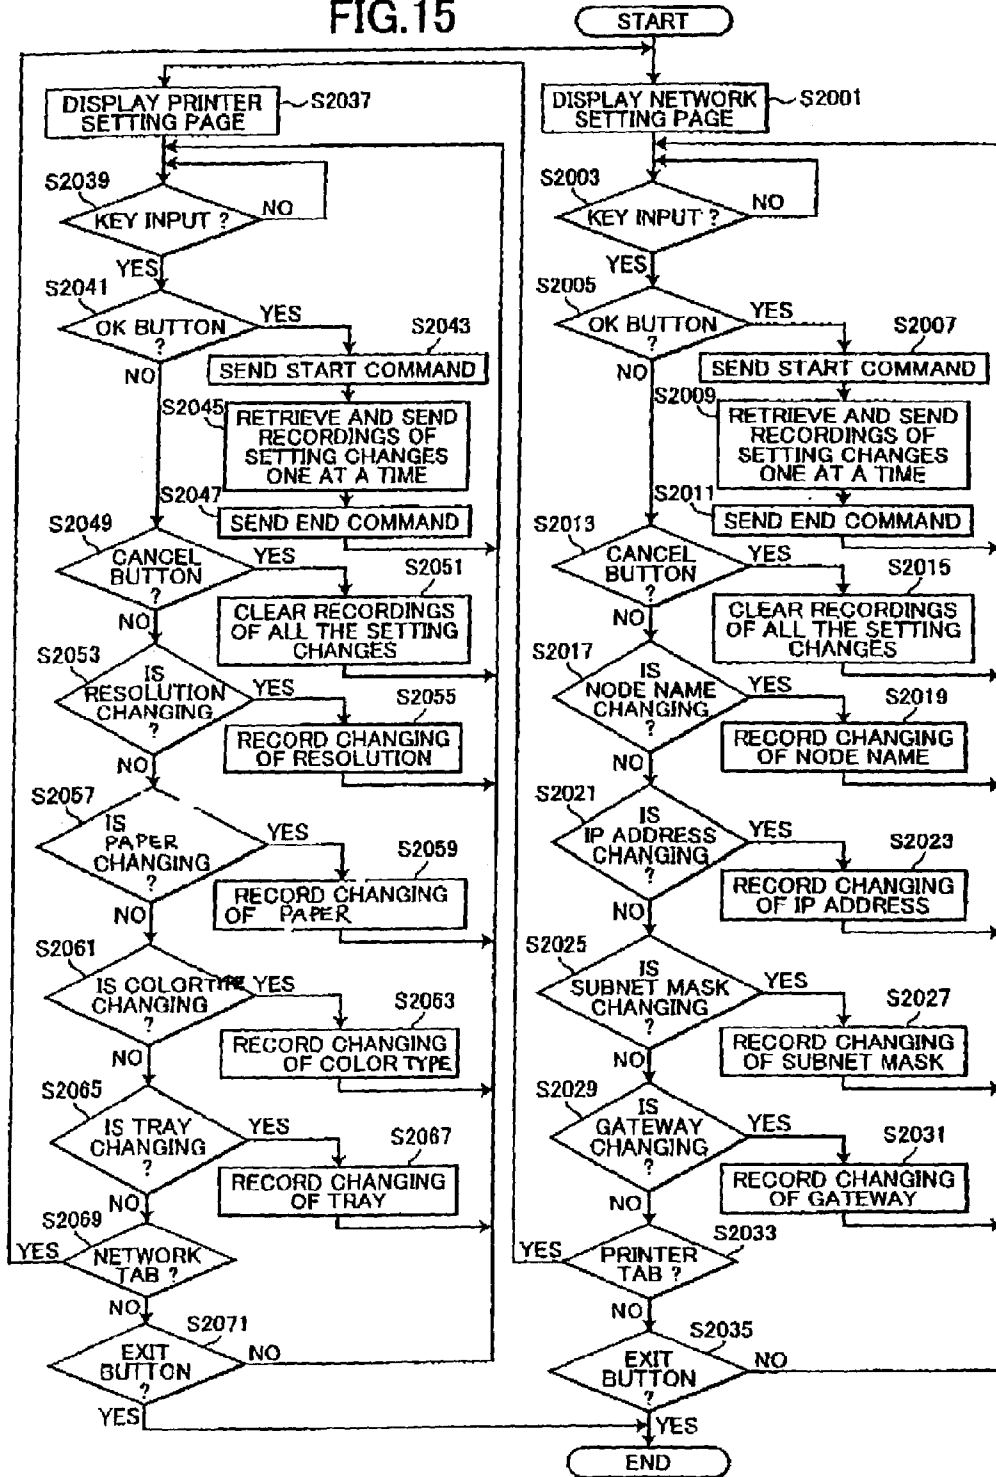 FIG.15
START
DISPLAY PRINTER
SETTING PAGE
S2037
S2039
KEY INPUT ?
NO
YES
S2041
OK BUTTON
?
YES
NO
S2043
SEND START COMMAND
S2045
RETRIEVE AND SEND
RECORDINGS OF
SETTING CHANGES
ONE AT A TIME
S2047
SEND END COMMAND
S2049
CANCEL
BUTTON
?
YES
NO
S2051
CLEAR RECORDINGS
OF ALL THE SETTING
CHANGES
S2053
IS
RESOLUTION
CHANGING
?
YES
NO
S2055
RECORD CHANGING
OF RESOLUTION
S2057
IS
PAPER
CHANGING
?
YES
NO
S2059
RECORD CHANGING
OF PAPER
S2061
IS COLORTYPE
CHANGING
?
YES
NO
S2063
RECORD CHANGING
OF COLOR TYPE
S2065
IS TRAY
CHANGING
?
YES
NO
S2067
RECORD CHANGING
OF TRAY
S2069
NETWORK
TAB ?
YES
NO
S2071
EXIT
BUTTON
?
NO
YES
DISPLAY NETWORK
SETTING PAGE
S2001
S2003
KEY INPUT ?
NO
YES
S2005
OK BUTTON
?
YES
NO
S2007
SEND START COMMAND
S2009
RETRIEVE AND SEND
RECORDINGS OF
SETTING CHANGES
ONE AT A TIME
S2011
SEND END COMMAND
S2013
CANCEL
BUTTON
?
YES
NO
S2015
CLEAR RECORDINGS
OF ALL THE SETTING
CHANGES
S2017
IS
NODE NAME
CHANGING
?
YES
NO
S2019
RECORD CHANGING
OF NODE NAME
S2021
IS
IP ADDRESS
CHANGING
?
YES
NO
S2023
RECORD CHANGING
OF IP ADDRESS
S2025
IS
SUBNET MASK
CHANGING
?
YES
NO
S2027
RECORD CHANGING
OF SUBNET MASK
S2029
IS
GATEWAY
CHANGING
?
YES
NO
S2031
RECORD CHANGING
OF GATEWAY
S2033
PRINTER
TAB ?
YES
NO
S2035
EXIT
BUTTON
?
NO
YES
END